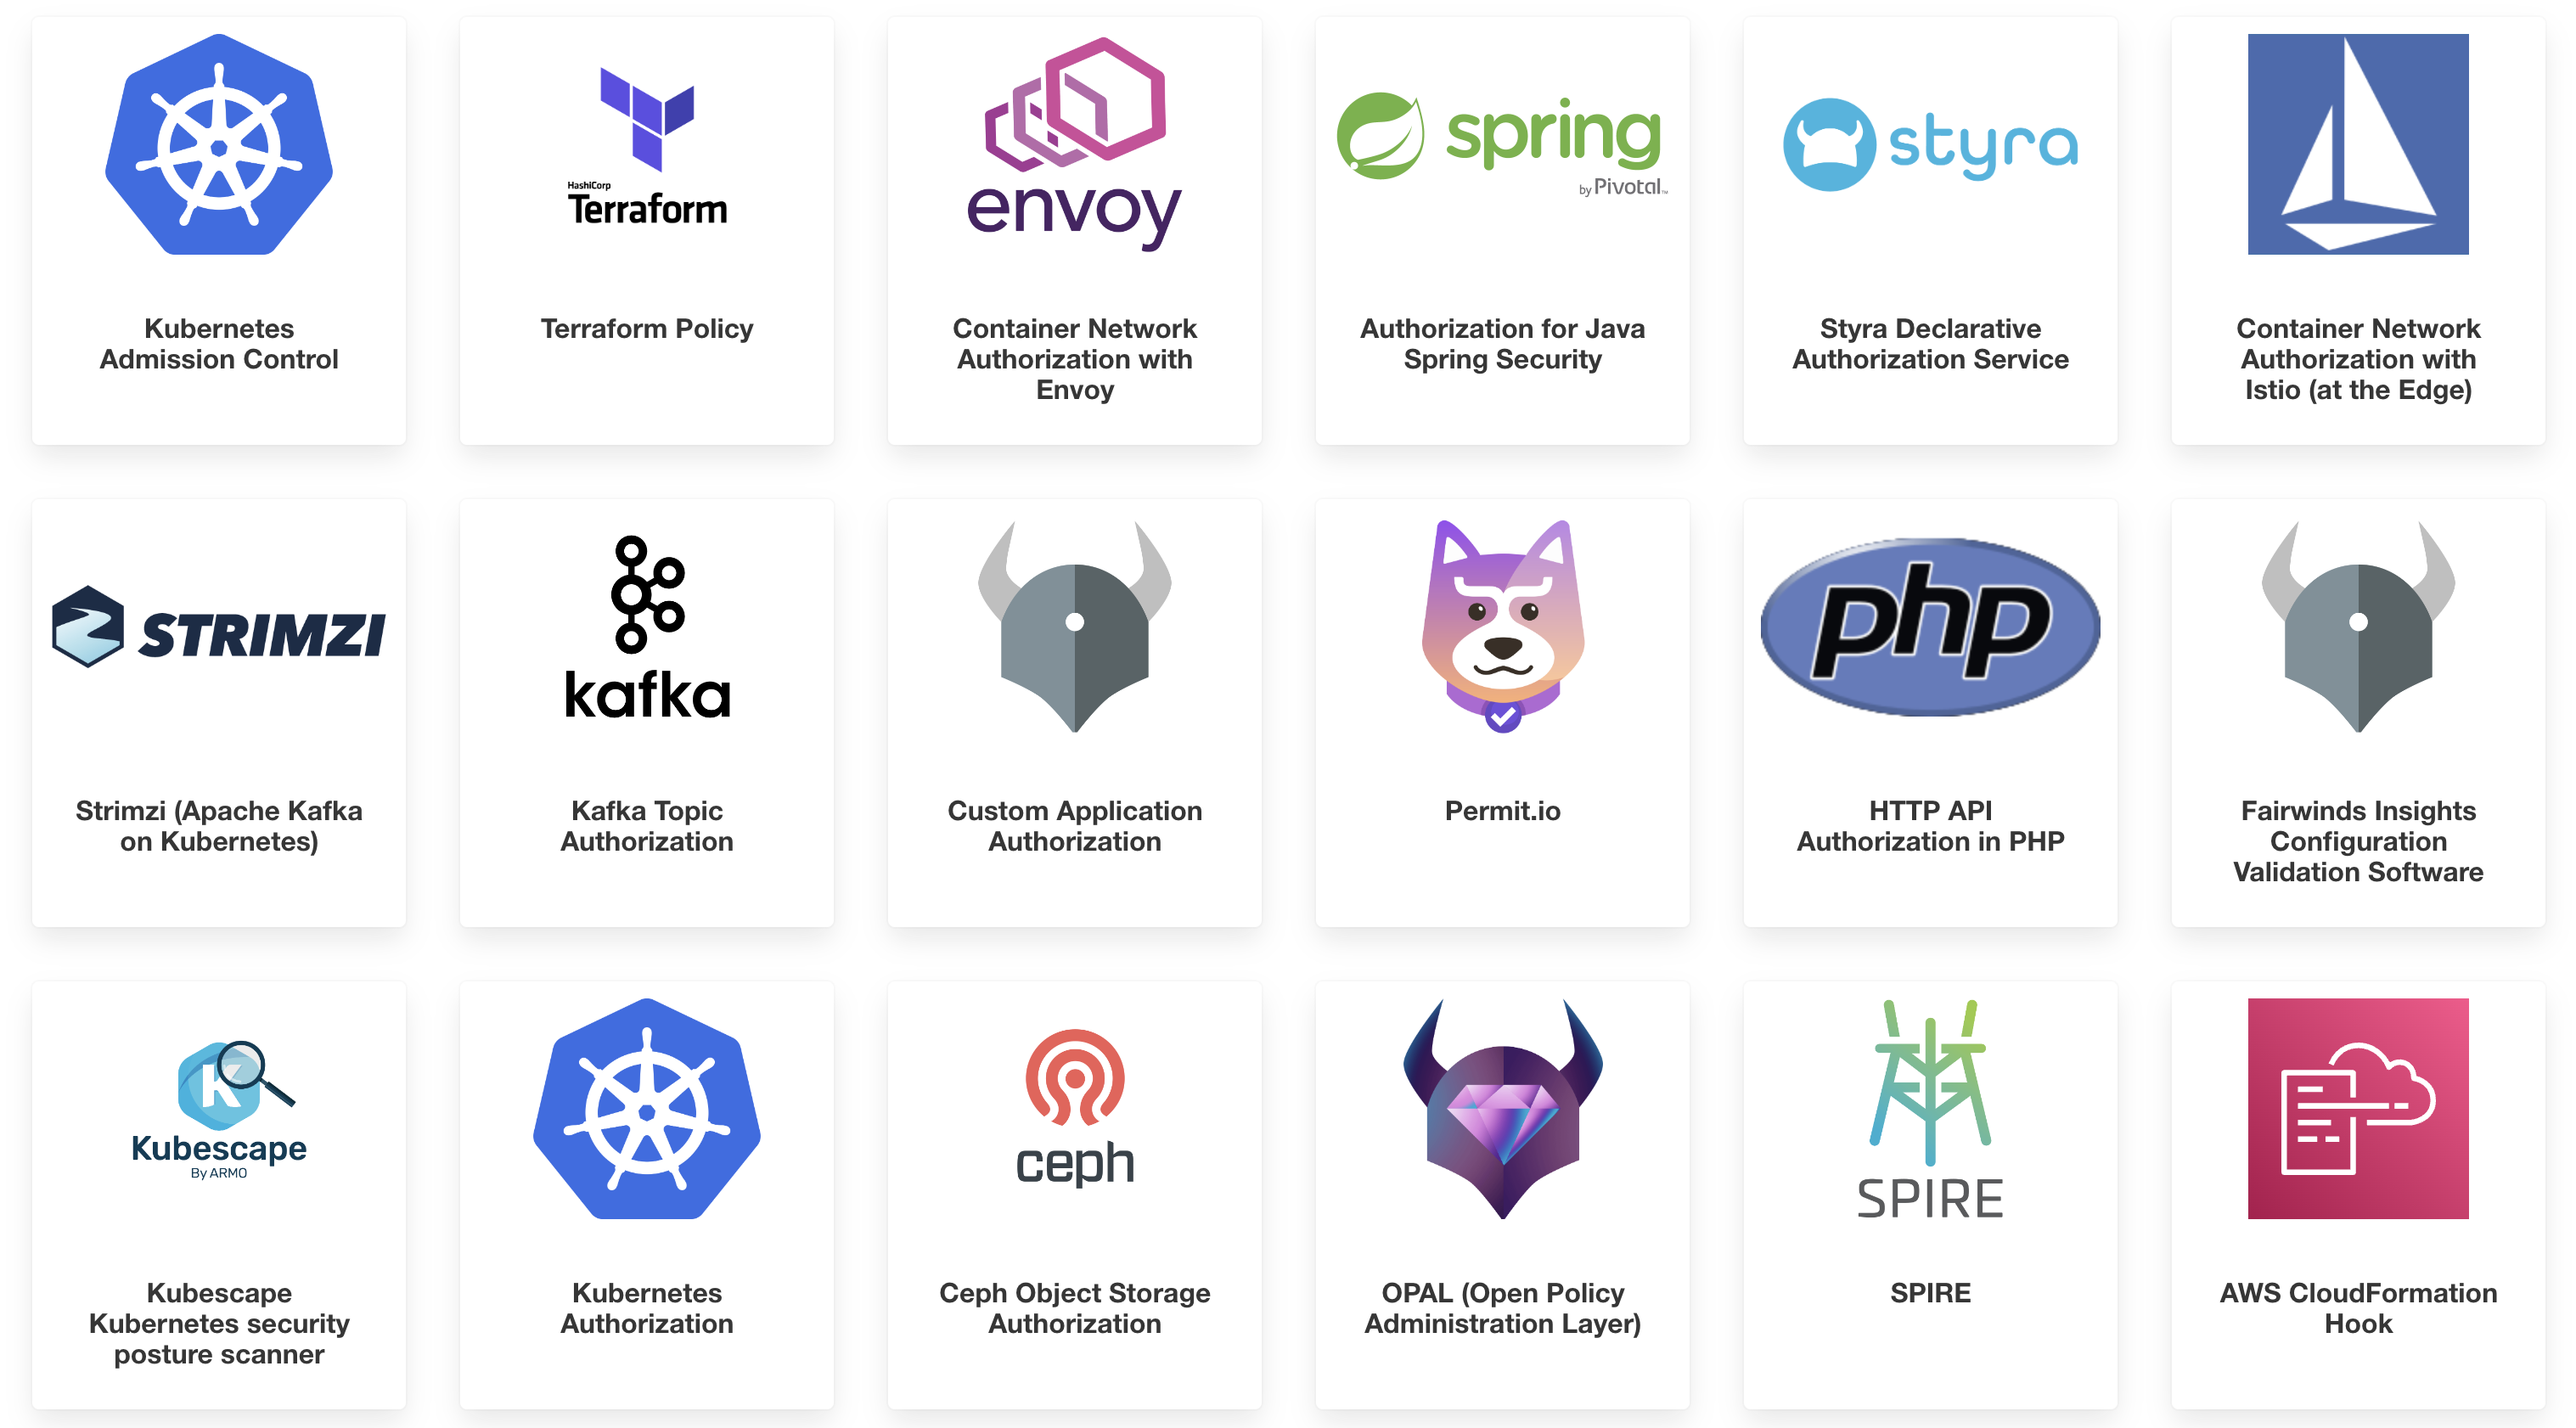 HashiCorp
Terraform
envoy
spring
by Pivotal™
styra
Kubernetes
Admission Control
Terraform Policy
Container Network
Authorization with
Envoy
Authorization for Java
Spring Security
Styra Declarative
Authorization Service
Container Network
Authorization with
Istio (at the Edge)
STRIMZI
kafka
php
Strimzi (Apache Kafka
on Kubernetes)
Kafka Topic
Authorization
Custom Application
Authorization
Permit.io
HTTP API
Authorization in PHP
Fairwinds Insights
Configuration
Validation Software
K
Kubescape
By ARMO
ceph
SPIRE
Kubescape
Kubernetes security
posture scanner
Kubernetes
Authorization
Ceph Object Storage
Authorization
OPAL (Open Policy
Administration Layer)
SPIRE
AWS CloudFormation
Hook